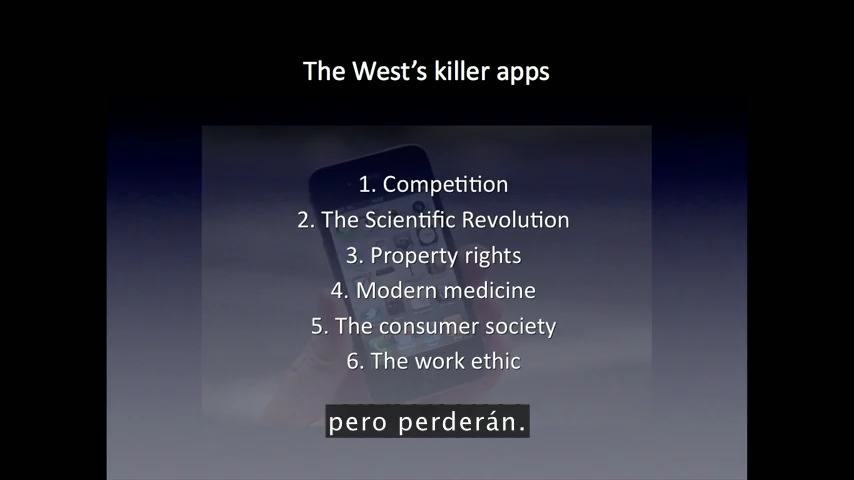 The West's killer apps
1. Competition
2. The Scientific Revolution
3. Property rights
4. Modern medicine
5. The consumer society
6. The work ethic
pero perderán.